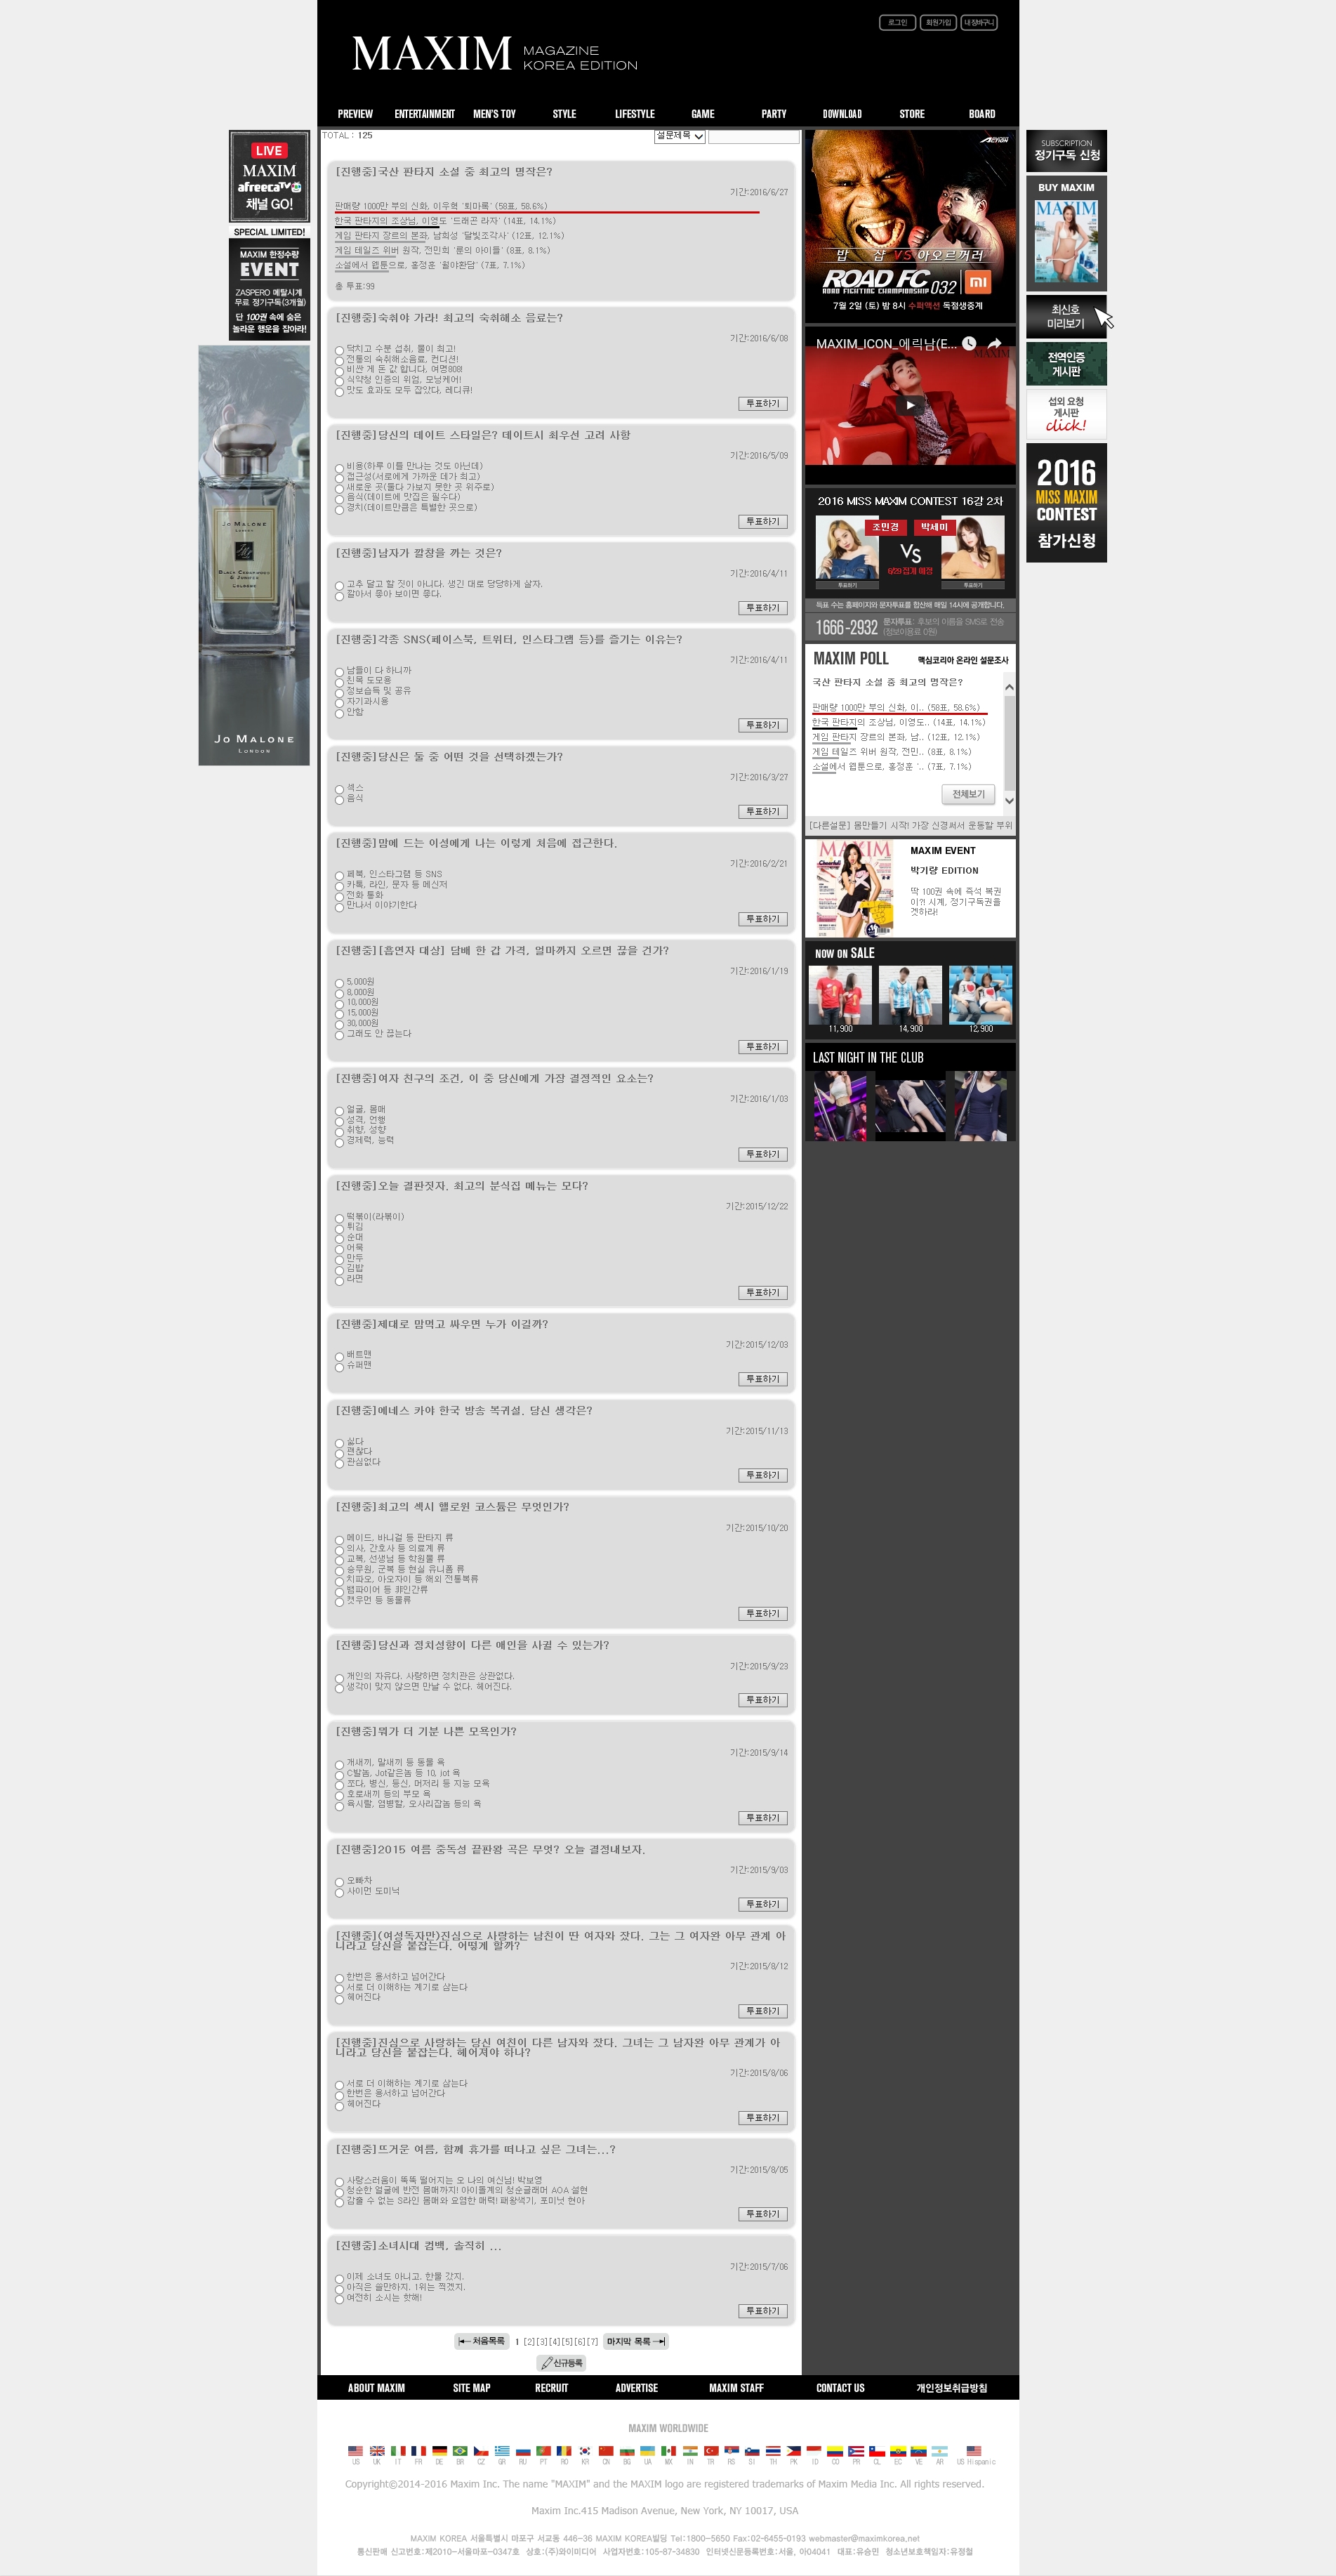 로그인 회원가입 내장바구니
MAXIM MAGAZINE
KOREA EDITION
PREVIEW ENTERTAINMENT MEN'S TOY STYLE LIFESTYLE GAME PARTY DOWNLOAD STORE BOARD
LIVE
MAXIM
afreecaTV
채널 GO!
SPECIAL LIMITED!
MAXIM 한정수량
EVENT
ZASPERO 메탈시계
무료 정기구독(3개월)
단 100권 속에 숨은
놀라운 행운을 잡아라!
JO MALONE
LONDON
TOTAL : 125
설문제목
[진행중]국산 판타지 소설 중 최고의 명작은?
기간:2016/6/27
판매량 1000만 부의 신화, 이우혁 '퇴마록' (58표, 58.6%)
한국 판타지의 조상님, 이영도 '드래곤 라자' (14표, 14.1%)
게임 판타지 장르의 본좌, 남희성 '달빛조각사' (12표, 12.1%)
게임 테일즈 위버 원작, 전민희 '룬의 아이들' (8표, 8.1%)
소설에서 웹툰으로, 홍정훈 '월야환담' (7표, 7.1%)
총 투표:99
[진행중]숙취야 가라! 최고의 숙취해소 음료는?
기간:2016/6/08
닥치고 수분 섭취, 물이 최고!
전통의 숙취해소음료, 컨디션!
비싼 게 돈 값 합니다, 여명808!
식약청 인증의 위엄, 모닝케어!
맛도 효과도 모두 잡았다, 레디큐!
투표하기
[진행중]당신의 데이트 스타일은? 데이트시 최우선 고려 사항
기간:2016/5/09
비용(하루 이틀 만나는 것도 아닌데)
접근성(서로에게 가까운 데가 최고)
새로운 곳(둘다 가보지 못한 곳 위주로)
음식(데이트에 맛집은 필수다)
경치(데이트만큼은 특별한 곳으로)
투표하기
[진행중]남자가 깔창을 까는 것은?
기간:2016/4/11
고추 달고 할 짓이 아니다. 생긴 대로 당당하게 살자.
깔아서 좋아 보이면 좋다.
투표하기
[진행중]각종 SNS(페이스북, 트위터, 인스타그램 등)를 즐기는 이유는?
기간:2016/4/11
남들이 다 하니까
친목 도모용
정보습득 및 공유
자기과시용
안함
투표하기
[진행중]당신은 둘 중 어떤 것을 선택하겠는가?
기간:2016/3/27
섹스
음식
투표하기
[진행중]맘에 드는 이성에게 나는 이렇게 처음에 접근한다.
기간:2016/2/21
페북, 인스타그램 등 SNS
카톡, 라인, 문자 등 메신저
전화 통화
만나서 이야기한다
투표하기
[진행중][흡연자 대상] 담배 한 갑 가격, 얼마까지 오르면 끊을 건가?
기간:2016/1/19
5,000원
8,000원
10,000원
15,000원
30,000원
그래도 안 끊는다
투표하기
[진행중]여자 친구의 조건, 이 중 당신에게 가장 결정적인 요소는?
기간:2016/1/03
얼굴, 몸매
성격, 언행
취향, 성향
경제력, 능력
투표하기
[진행중]오늘 결판짓자. 최고의 분식집 메뉴는 모다?
기간:2015/12/22
떡볶이(라볶이)
튀김
순대
어묵
만두
김밥
라면
투표하기
[진행중]제대로 맘먹고 싸우면 누가 이길까?
기간:2015/12/03
배트맨
슈퍼맨
투표하기
[진행중]에네스 카야 한국 방송 복귀설. 당신 생각은?
기간:2015/11/13
싫다
괜찮다
관심없다
투표하기
[진행중]최고의 섹시 핼로윈 코스튬은 무엇인가?
기간:2015/10/20
메이드, 바니걸 등 판타지 류
의사, 간호사 등 의료계 류
교복, 선생님 등 학원물 류
승무원, 군복 등 현실 유니폼 류
치파오, 아오자이 등 해외 전통복류
뱀파이어 등 非인간류
캣우먼 등 동물류
투표하기
[진행중]당신과 정치성향이 다른 애인을 사귈 수 있는가?
기간:2015/9/23
개인의 자유다. 사랑하면 정치관은 상관없다.
생각이 맞지 않으면 만날 수 없다. 헤어진다.
투표하기
[진행중]뭐가 더 기분 나쁜 모욕인가?
기간:2015/9/14
개새끼, 말새끼 등 동물 욕
C발놈, Jot같은놈 등 10, jot 욕
쪼다, 병신, 등신, 머저리 등 지능 모욕
호로새끼 등의 부모 욕
육시랄, 염병할, 오사리잡놈 등의 욕
투표하기
[진행중]2015 여름 중독성 끝판왕 곡은 무엇? 오늘 결정내보자.
기간:2015/9/03
오빠차
사이먼 도미닉
투표하기
[진행중](여성독자만)진심으로 사랑하는 남친이 딴 여자와 잤다. 그는 그 여자완 아무 관계 아
니라고 당신을 붙잡는다. 어떻게 할까?
기간:2015/8/12
한번은 용서하고 넘어간다
서로 더 이해하는 계기로 삼는다
헤어진다
투표하기
[진행중]진심으로 사랑하는 당신 여친이 다른 남자와 잤다. 그녀는 그 남자완 아무 관계가 아
니라고 당신을 붙잡는다. 헤어져야 하나?
기간:2015/8/06
서로 더 이해하는 계기로 삼는다
한번은 용서하고 넘어간다
헤어진다
투표하기
[진행중]뜨거운 여름, 함께 휴가를 떠나고 싶은 그녀는...?
기간:2015/8/05
사랑스러움이 뚝뚝 떨어지는 오 나의 여신님! 박보영
청순한 얼굴에 반전 몸매까지! 아이돌계의 청순글래머 AOA 설현
감출 수 없는 S라인 몸매와 요염한 매력! 패왕색기, 포미닛 현아
투표하기
[진행중]소녀시대 컴백, 솔직히 ...
기간:2015/7/06
이제 소녀도 아니고. 한물 갔지.
아직은 쓸만하지. 1위는 찍겠지.
여전히 소시는 핫해!
투표하기
처음목록 1 [2][3][4][5][6][7] 마지막 목록
신규등록
밥 샵 VS 아오르꺼러
ROAD FC 032
ROAD FIGHTING CHAMPIONSHIP
7월 2일 (토) 밤 8시 수퍼액션 독점생중계
MAXIM_ICON_에릭남(E...
2016 MISS MAXIM CONTEST 16강 2차
조민경 VS 박세미
6/29 집계 예정
투표하기 투표하기
득표 수는 홈페이지와 문자투표를 합산해 매일 14시에 공개합니다.
1666-2932 문자투표: 후보의 이름을 SMS로 전송
(정보이용료 0원)
MAXIM POLL 맥심코리아 온라인 설문조사
국산 판타지 소설 중 최고의 명작은?
판매량 1000만 부의 신화, 이.. (58표, 58.6%)
한국 판타지의 조상님, 이영도.. (14표, 14.1%)
게임 판타지 장르의 본좌, 남.. (12표, 12.1%)
게임 테일즈 위버 원작, 전민.. (8표, 8.1%)
소설에서 웹툰으로, 홍정훈 '.. (7표, 7.1%)
전체보기
[다른설문] 몸만들기 시작! 가장 신경써서 운동할 부위
MAXIM
MAXIM EVENT
박기량 EDITION
딱 100권 속에 즉석 복권
이?! 시계, 정기구독권을
겟하라!
NOW ON SALE
11,900 14,900 12,900
LAST NIGHT IN THE CLUB
SUBSCRIPTION
정기구독 신청
BUY MAXIM
MAXIM
최신호
미리보기
전역인증
게시판
섭외 요청
게시판
click!
2016
MISS MAXIM
CONTEST
참가신청
ABOUT MAXIM SITE MAP RECRUIT ADVERTISE MAXIM STAFF CONTACT US 개인정보취급방침
MAXIM WORLDWIDE
US UK IT FR DE BR CZ GR RU PT RO KR CN BG UA MX IN TR RS SI TH PK ID CO PR CL EC VE AR US Hispanic
Copyright©2014-2016 Maxim Inc. The name "MAXIM" and the MAXIM logo are registered trademarks of Maxim Media Inc. All rights reserved.
Maxim Inc.415 Madison Avenue, New York, NY 10017, USA
MAXIM KOREA 서울특별시 마포구 서교동 446-36 MAXIM KOREA빌딩 Tel:1800-5650 Fax:02-6455-0193 webmaster@maximkorea.net
통신판매 신고번호:제2010-서울마포-0347호 상호:(주)와이미디어 사업자번호:105-87-34830 인터넷신문등록번호:서울, 아04041 대표:유승민 청소년보호책임자:유정철